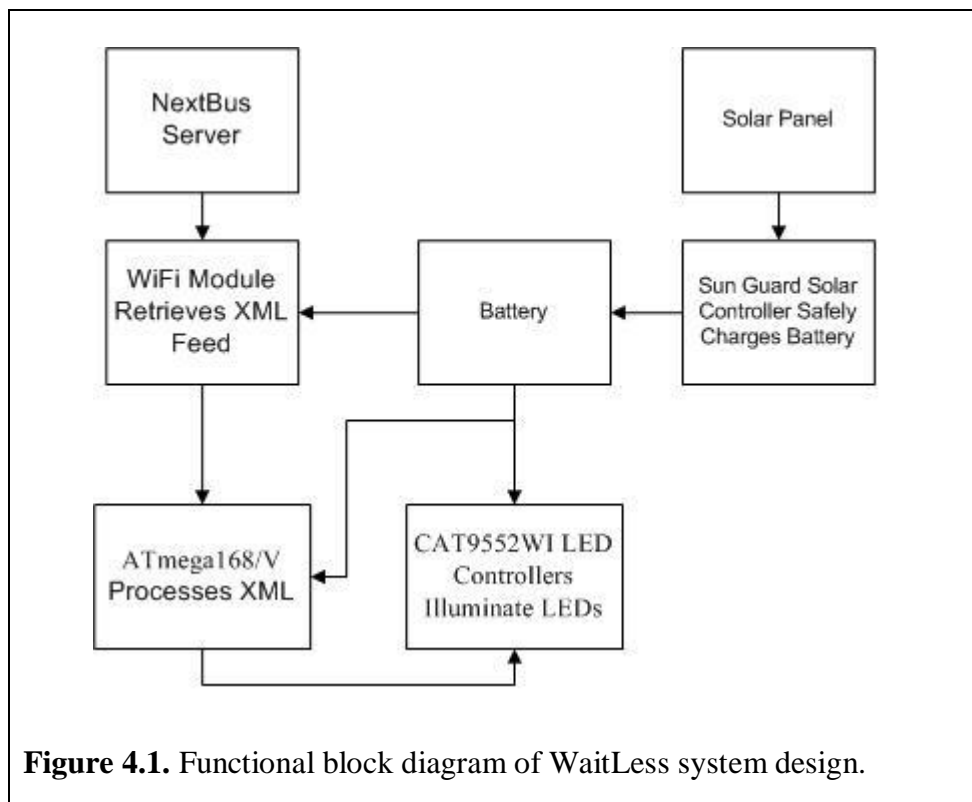 NextBus
Server
Solar Panel
WiFi Module
Retrieves XML
Feed
Battery
Sun Guard Solar
Controller Safely
Charges Battery
ATmega168/V
Processes XML
CAT9552WI LED
Controllers
Illuminate LEDs
Figure 4.1. Functional block diagram of WaitLess system design.